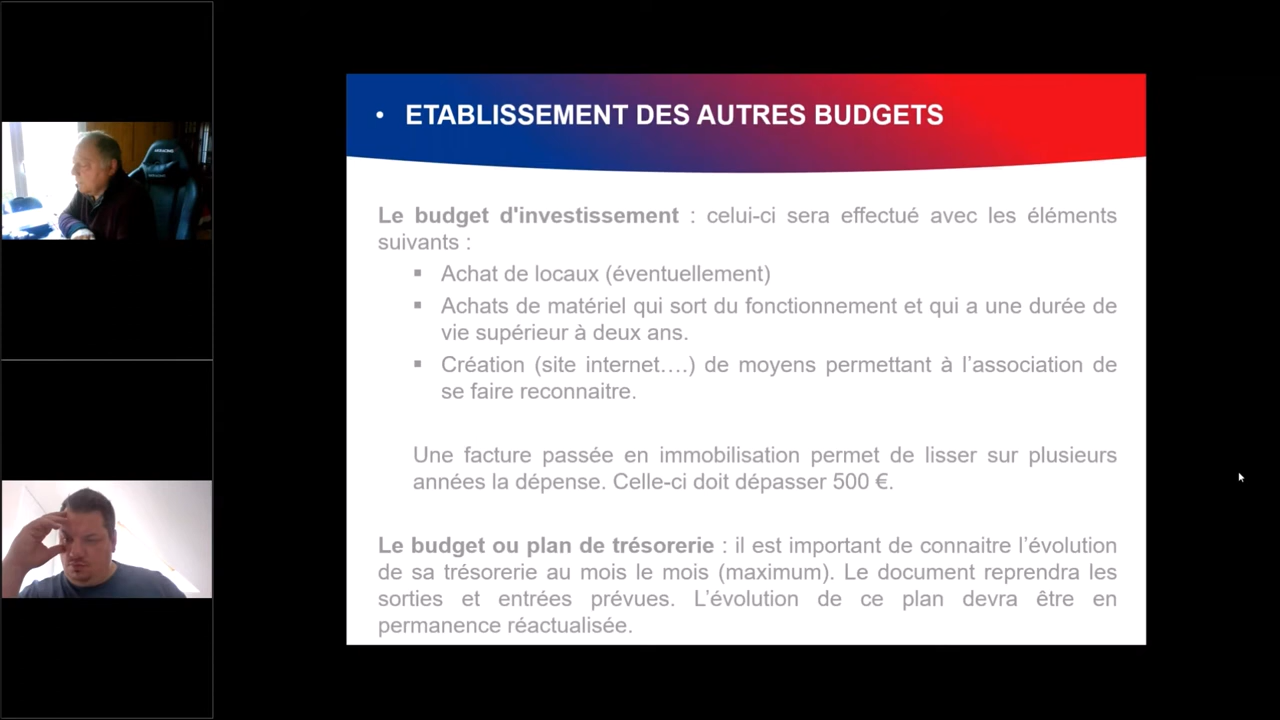 • ETABLISSEMENT DES AUTRES BUDGETS
Le budget d'investissement : celui-ci sera effectué avec les éléments
suivants :
▪ Achat de locaux (éventuellement)
▪ Achats de matériel qui sort du fonctionnement et qui a une durée de
vie supérieur à deux ans.
▪ Création (site internet….) de moyens permettant à l’association de
se faire reconnaitre.
Une facture passée en immobilisation permet de lisser sur plusieurs
années la dépense. Celle-ci doit dépasser 500 €.
Le budget ou plan de trésorerie : il est important de connaitre l’évolution
de sa trésorerie au mois le mois (maximum). Le document reprendra les
sorties et entrées prévues. L’évolution de ce plan devra être en
permanence réactualisée.